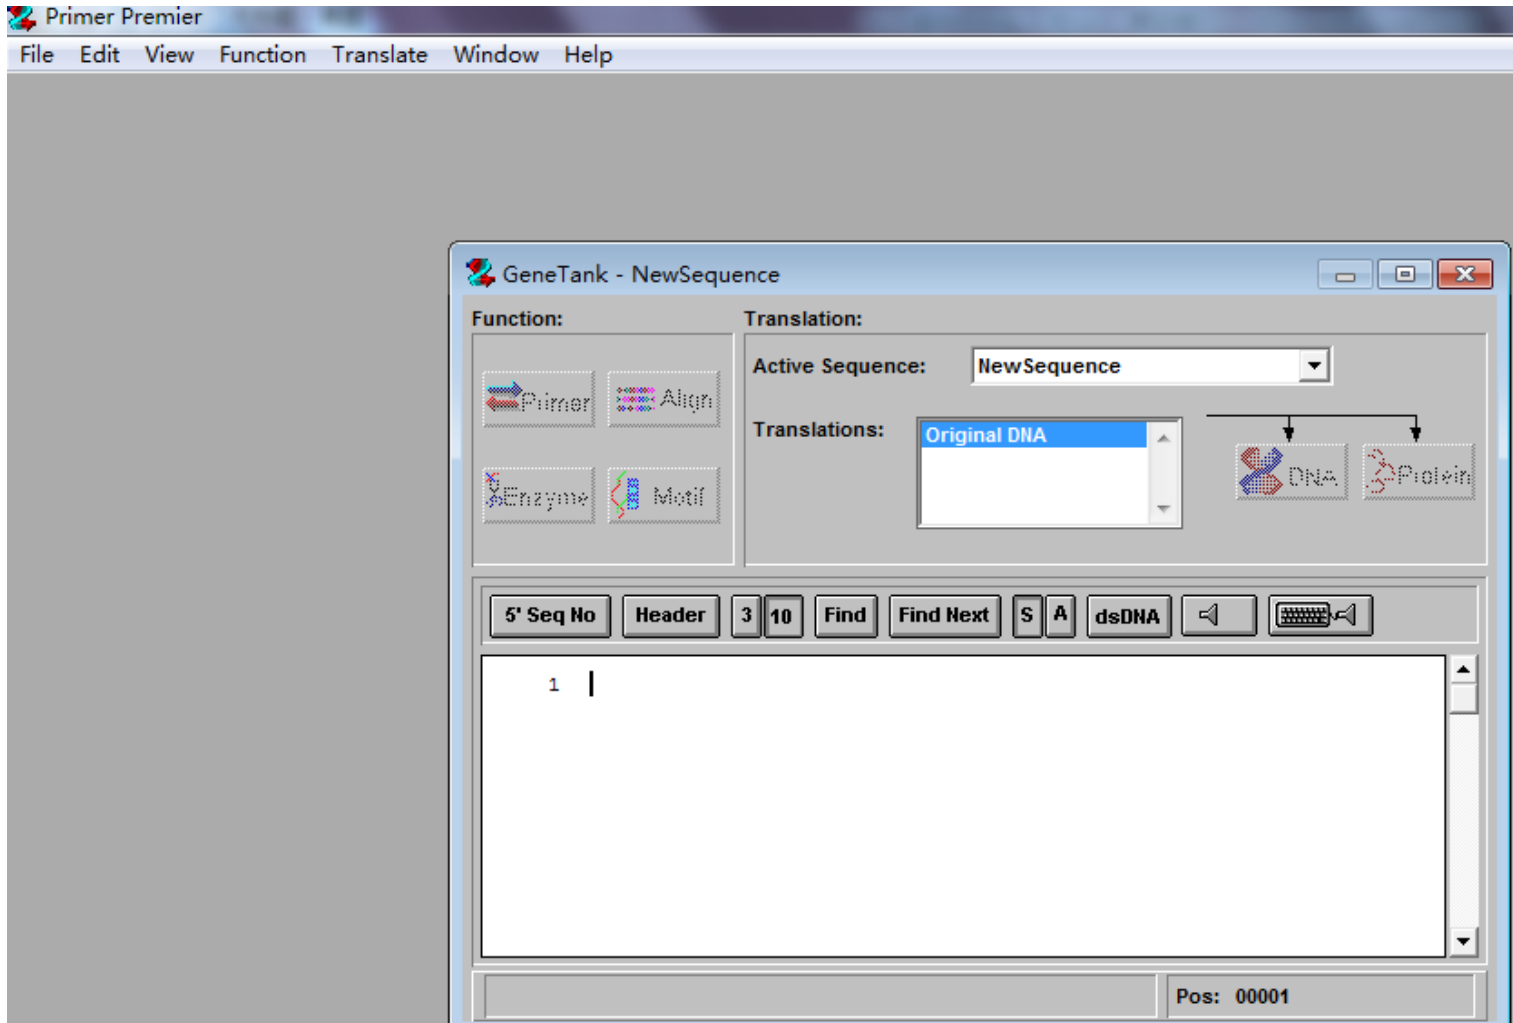 Primer Premier
File Edit View Function Translate Window Help
GeneTank - NewSequence
Function: Translation:
Active Sequence: NewSequence
Primer Align
Translations: Original DNA
DNA Protein
Enzyme Motif
5' Seq No Header 3 10 Find Find Next S A dsDNA
1
Pos: 00001